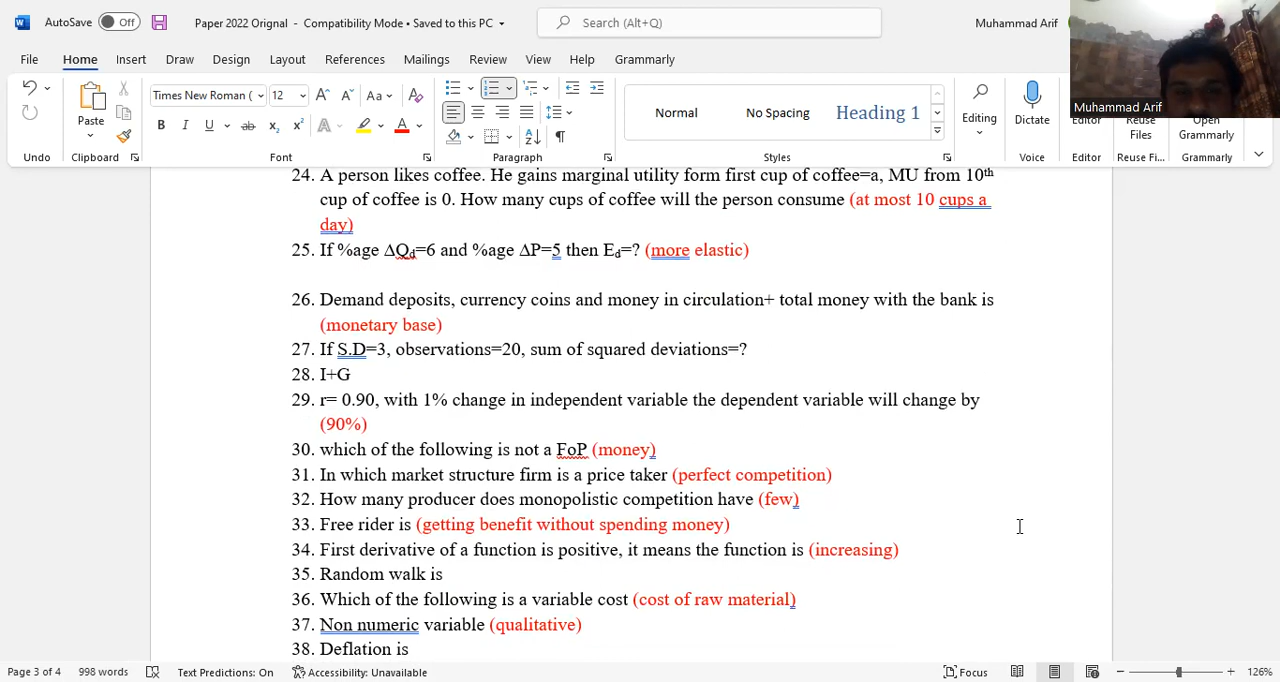 AutoSave Off Paper 2022 Orignal - Compatibility Mode • Saved to this PC Search (Alt+Q) Muhammad Arif
File Home Insert Draw Design Layout References Mailings Review View Help Grammarly
Muhammad Arif
Times New Roman ( 12 Aa
Paste Normal No Spacing Heading 1 Editing Dictate Editor Reuse Files Open Grammarly
Undo Clipboard Font Paragraph Styles Voice Editor Reuse Fi... Grammarly
24. A person likes coffee. He gains marginal utility form first cup of coffee=a, MU from 10th
cup of coffee is 0. How many cups of coffee will the person consume (at most 10 cups a
day)
25. If %age ΔQd=6 and %age ΔP=5 then Ed=? (more elastic)
26. Demand deposits, currency coins and money in circulation+ total money with the bank is
(monetary base)
27. If S.D=3, observations=20, sum of squared deviations=?
28. I+G
29. r= 0.90, with 1% change in independent variable the dependent variable will change by
(90%)
30. which of the following is not a FoP (money)
31. In which market structure firm is a price taker (perfect competition)
32. How many producer does monopolistic competition have (few)
33. Free rider is (getting benefit without spending money)
34. First derivative of a function is positive, it means the function is (increasing)
35. Random walk is
36. Which of the following is a variable cost (cost of raw material)
37. Non numeric variable (qualitative)
38. Deflation is
Page 3 of 4 998 words Text Predictions: On Accessibility: Unavailable Focus 126%